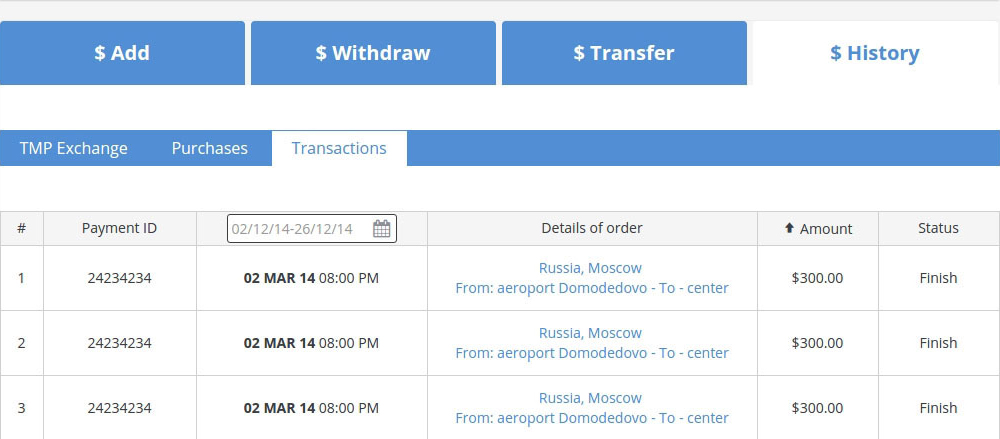 $ Add $ Withdraw $ Transfer $ History
TMP Exchange Purchases Transactions
# Payment ID 02/12/14-26/12/14 Details of order Amount Status
1 24234234 02 MAR 14 08:00 PM Russia, Moscow $300.00 Finish
From: aeroport Domodedovo - To - center
2 24234234 02 MAR 14 08:00 PM Russia, Moscow $300.00 Finish
From: aeroport Domodedovo - To - center
3 24234234 02 MAR 14 08:00 PM Russia, Moscow $300.00 Finish
From: aeroport Domodedovo - To - center